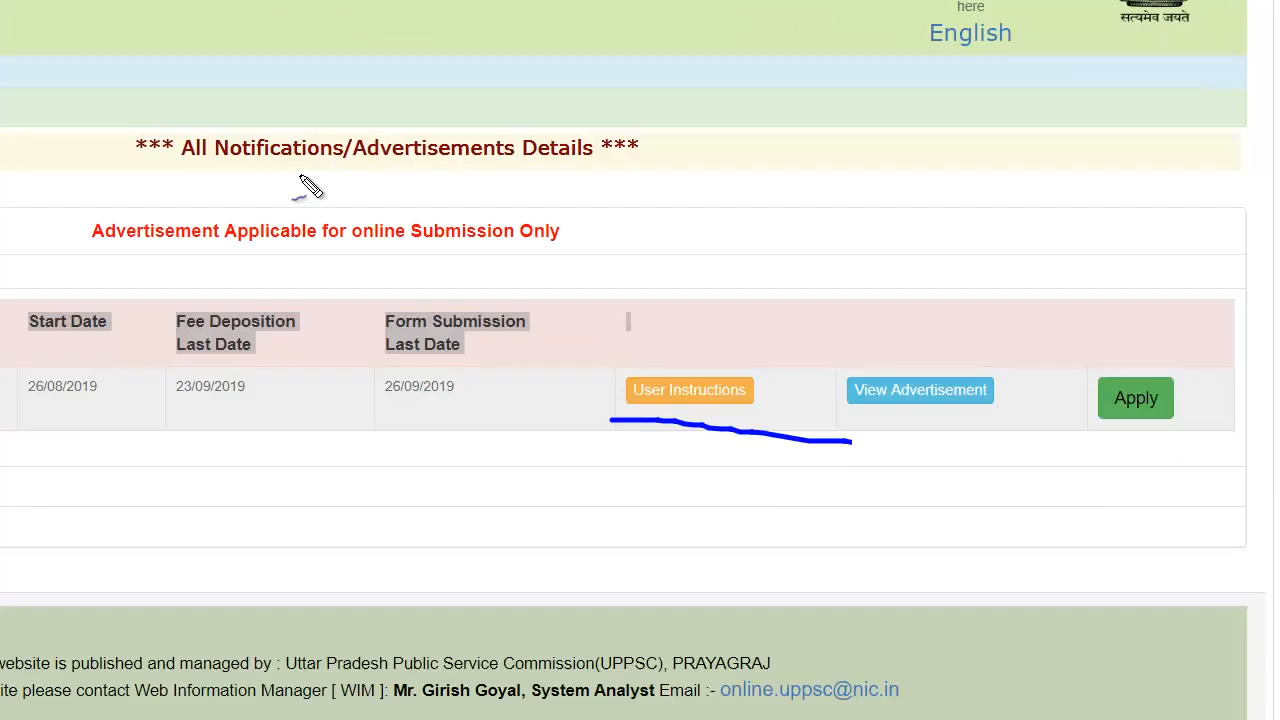 here
सत्यमेव जयते
English
*** All Notifications/Advertisements Details ***
Advertisement Applicable for online Submission Only
Start Date
Fee Deposition
Last Date
Form Submission
Last Date
26/08/2019
23/09/2019
26/09/2019
User Instructions
View Advertisement
Apply
website is published and managed by : Uttar Pradesh Public Service Commission(UPPSC), PRAYAGRAJ
ite please contact Web Information Manager [ WIM ]: Mr. Girish Goyal, System Analyst Email :- online.uppsc@nic.in